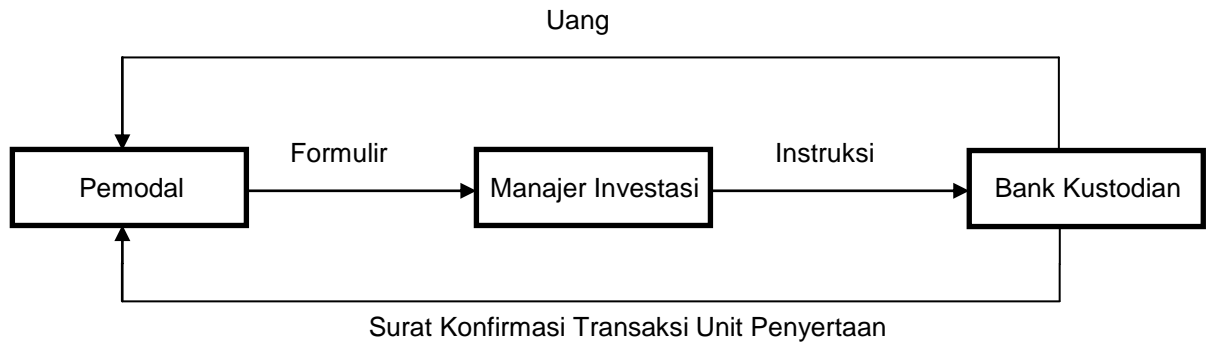 Uang
Formulir
Instruksi
Pemodal
Manajer Investasi
Bank Kustodian
Surat Konfirmasi Transaksi Unit Penyertaan